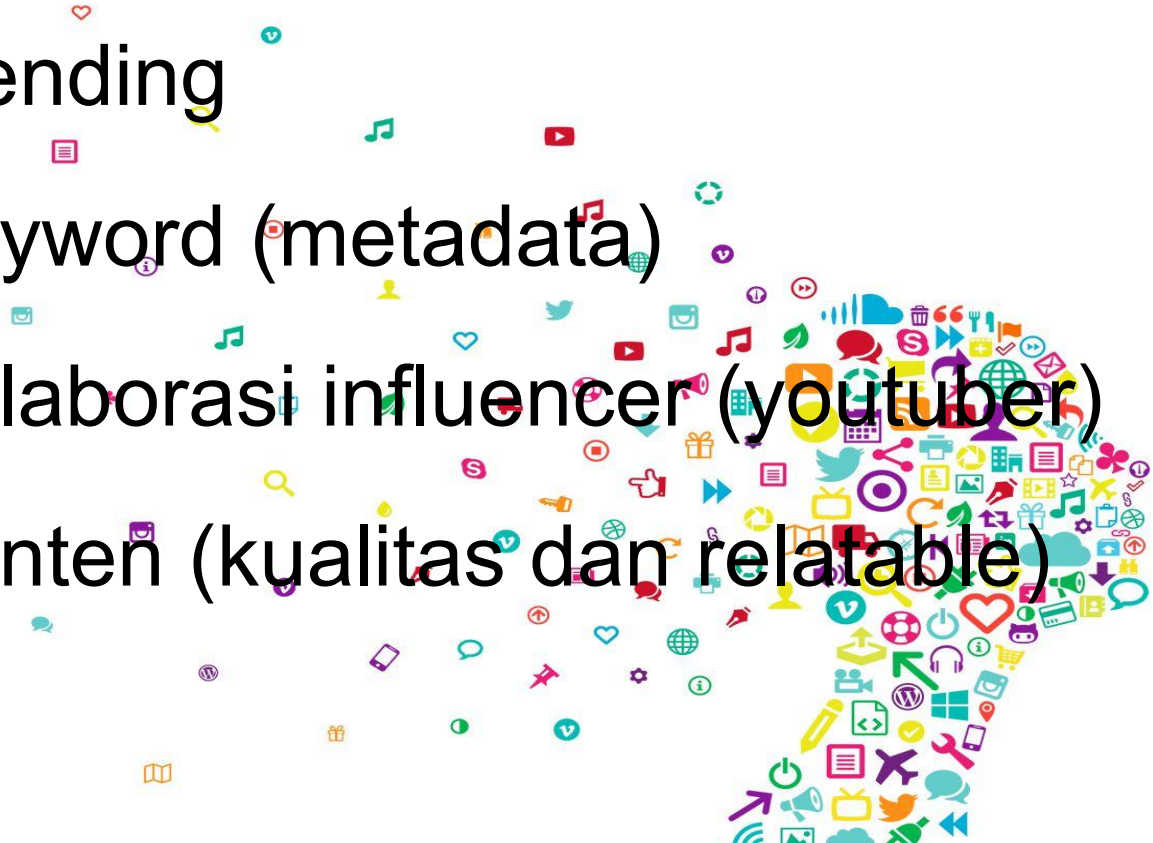 ending
yword (metadata)
laborasi influencer (youtuber)
nten (kualitas dan relatable)